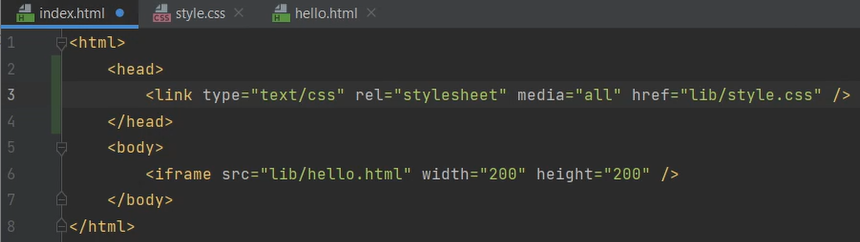 index.html style.css hello.html
1 <html>
2 <head>
3 <link type="text/css" rel="stylesheet" media="all" href="lib/style.css" />
4 </head>
5 <body>
6 <iframe src="lib/hello.html" width="200" height="200" />
7 </body>
8 </html>